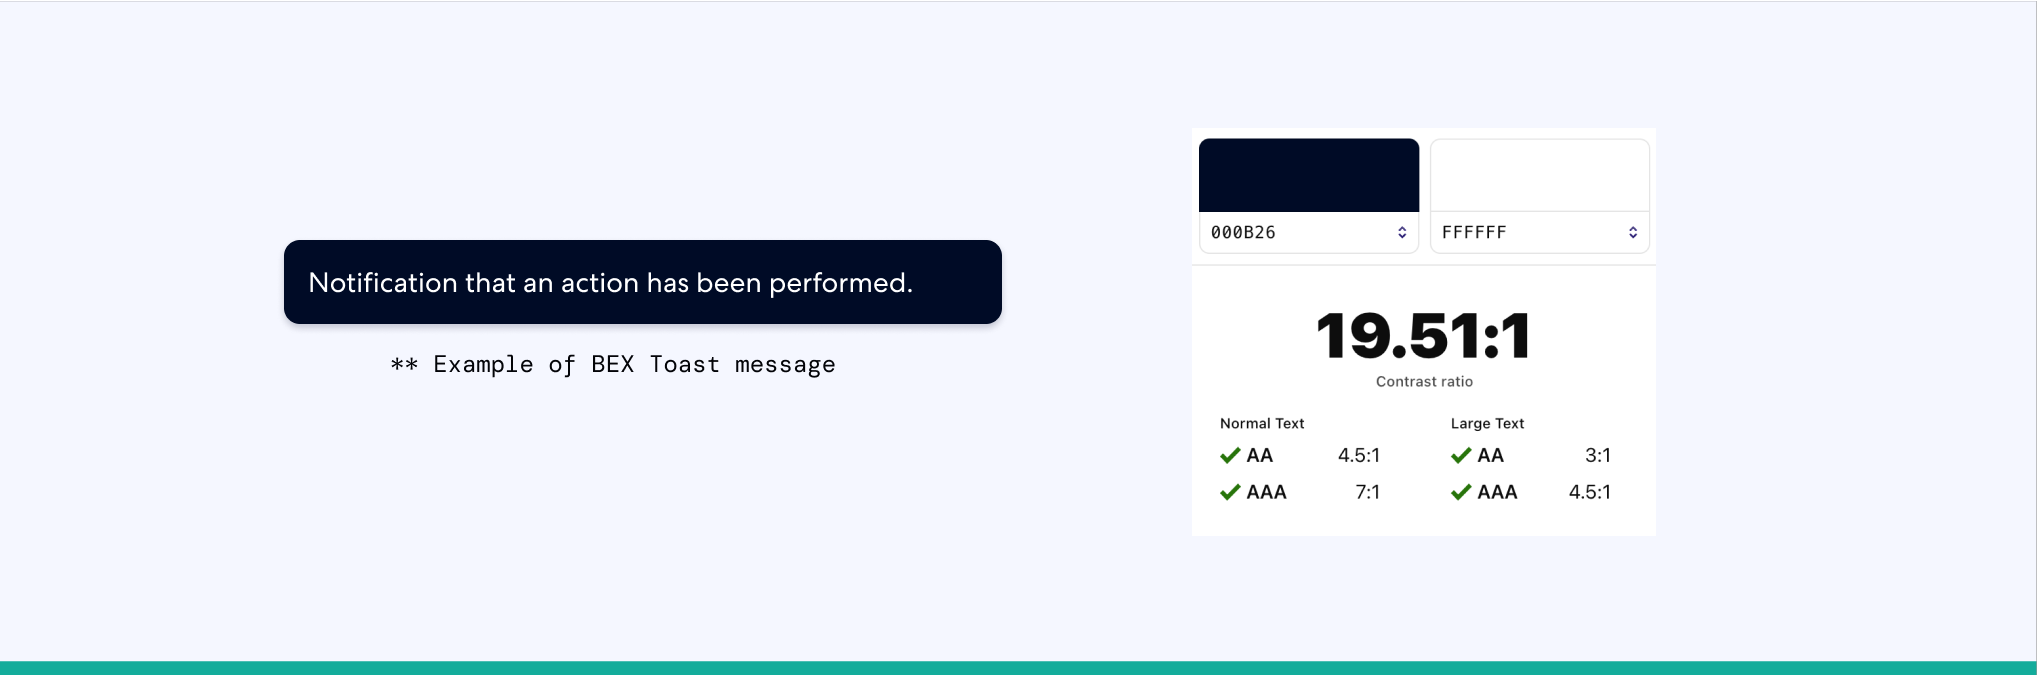 Notification that an action has been performed.
** Example of BEX Toast message
000B26
FFFFFF
19.51:1
Contrast ratio
Normal Text
AA 4.5:1
AAA 7:1
Large Text
AA 3:1
AAA 4.5:1